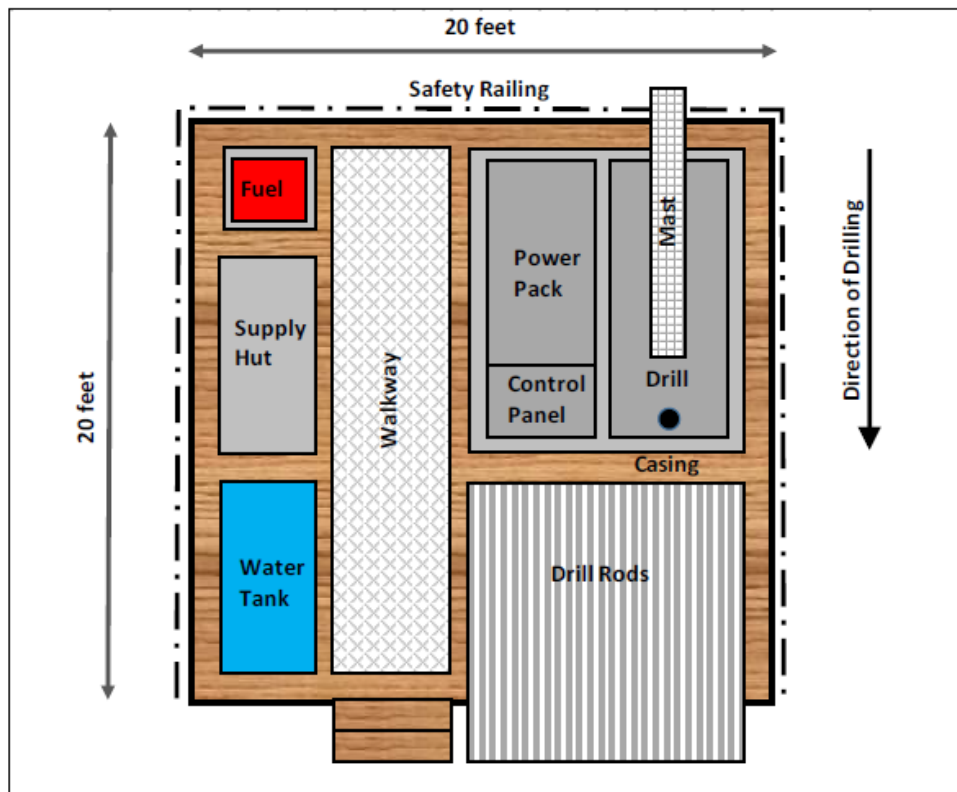 20 feet
Safety Railing
Fuel
Mast
Power
Pack
Direction of Drilling
Supply
Hut
Walkway
20 feet
Control
Panel
Drill
Casing
Water
Tank
Drill Rods